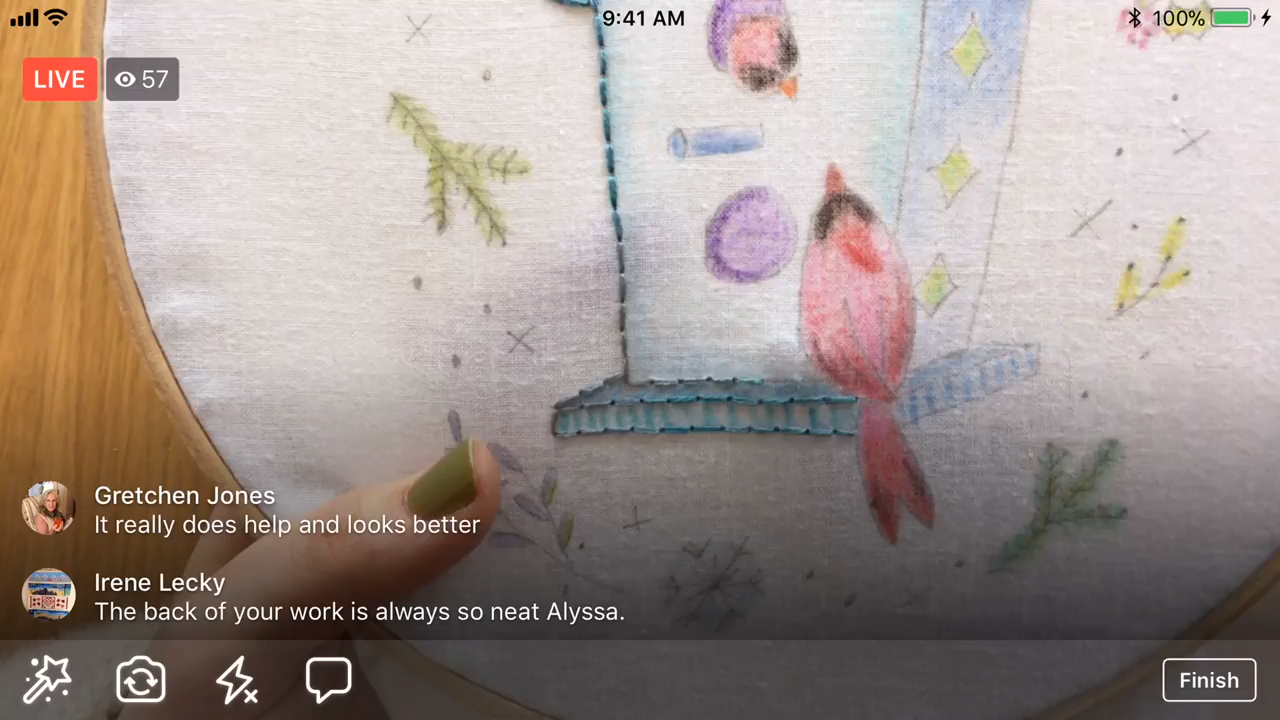 9:41 AM
100%
LIVE
57
Gretchen Jones
It really does help and looks better
Irene Lecky
The back of your work is always so neat Alyssa.
Finish